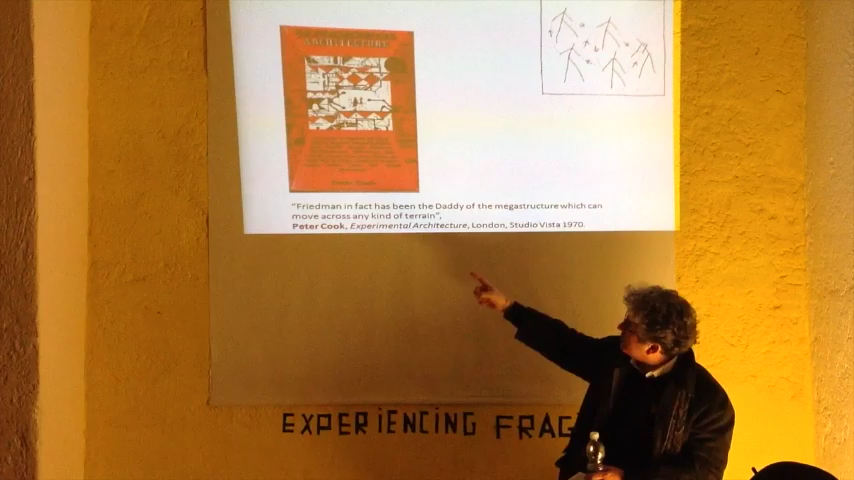 ARCHITECTURE
"Friedman in fact has been the Daddy of the megastructure which can
move across any kind of terrain",
Peter Cook, Experimental Architecture, London, Studio Vista 1970.
EXPERIENCING FRAG